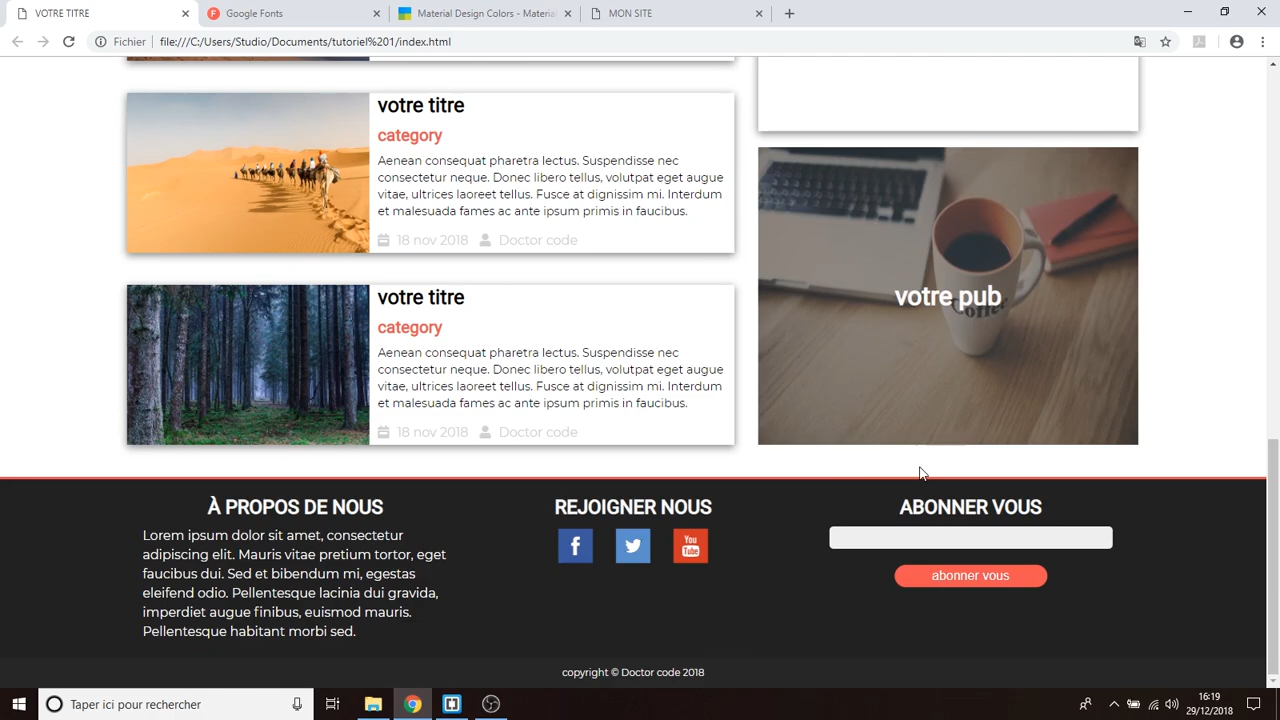 VOTRE TITRE
Google Fonts
Material Design Colors - Material
MON SITE
Fichier
file:///C:/Users/Studio/Documents/tutoriel%201/index.html
votre titre
category
Aenean consequat pharetra lectus. Suspendisse nec
consectetur neque. Donec libero tellus, volutpat eget augue
vitae, ultrices laoreet tellus. Fusce at dignissim mi. Interdum
et malesuada fames ac ante ipsum primis in faucibus.
18 nov 2018 Doctor code
votre titre
category
Aenean consequat pharetra lectus. Suspendisse nec
consectetur neque. Donec libero tellus, volutpat eget augue
vitae, ultrices laoreet tellus. Fusce at dignissim mi. Interdum
et malesuada fames ac ante ipsum primis in faucibus.
18 nov 2018 Doctor code
votre pub
Coffee
À PROPOS DE NOUS
Lorem ipsum dolor sit amet, consectetur
adipiscing elit. Mauris vitae pretium tortor, eget
faucibus dui. Sed et bibendum mi, egestas
eleifend odio. Pellentesque lacinia dui gravida,
imperdiet augue finibus, euismod mauris.
Pellentesque habitant morbi sed.
REJOIGNER NOUS
You
Tube
ABONNER VOUS
abonner vous
copyright © Doctor code 2018
Taper ici pour rechercher
16:19
29/12/2018